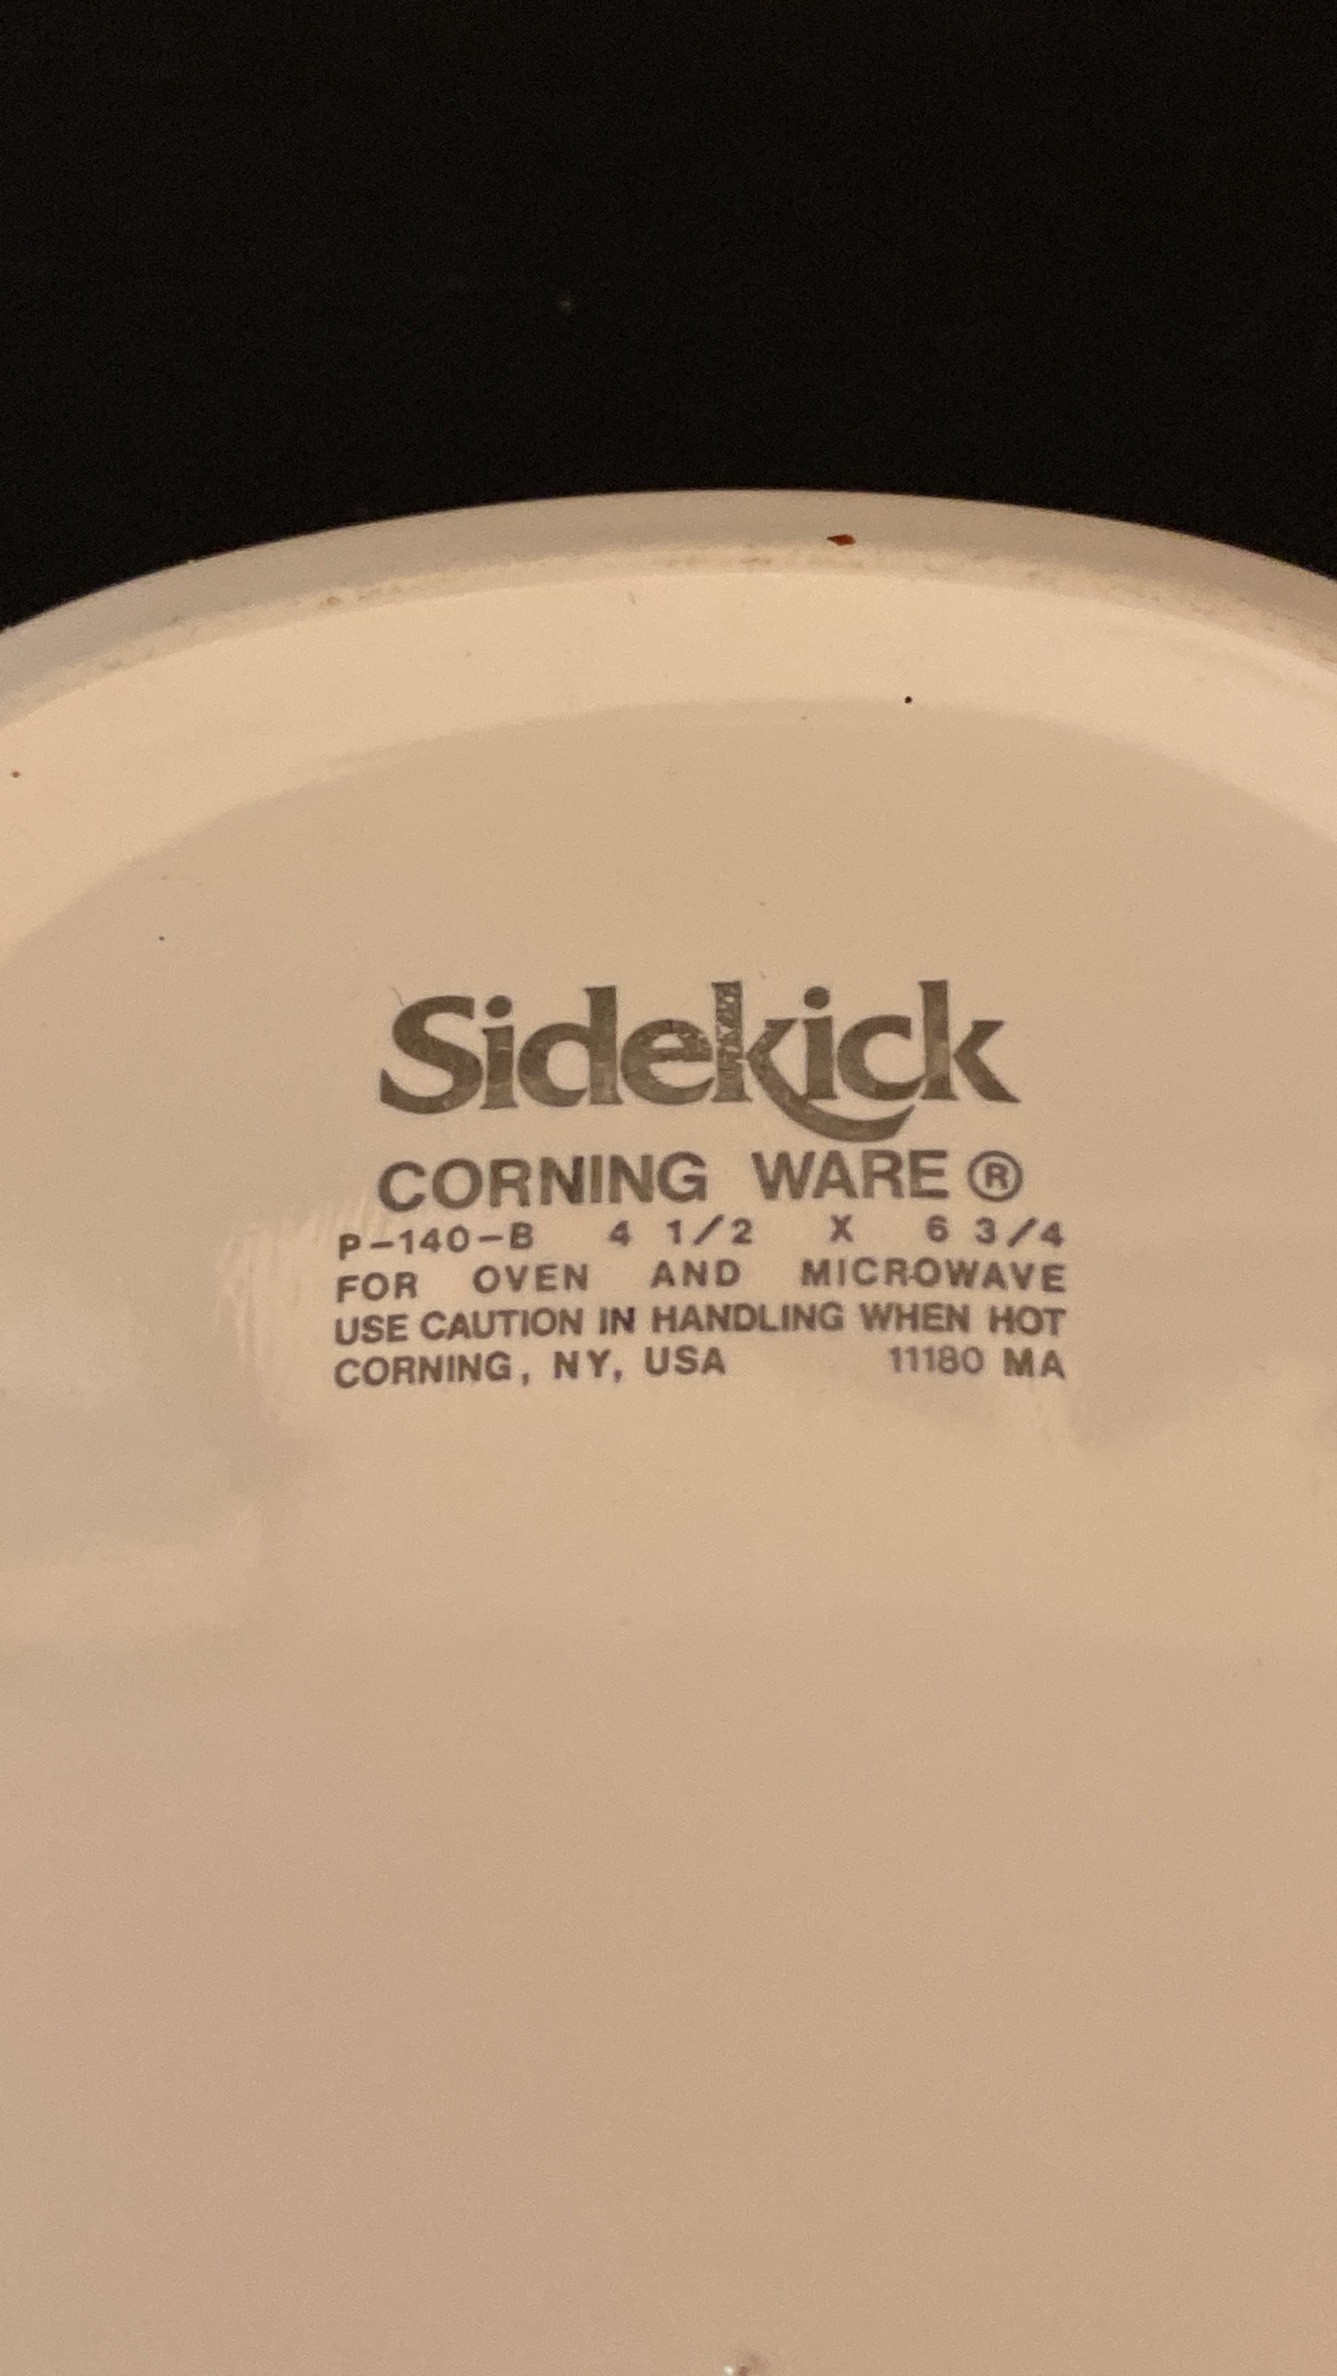 Sidekick
CORNING WARE ®
P-140-B 4 1/2 X 6 3/4
FOR OVEN AND MICROWAVE
USE CAUTION IN HANDLING WHEN HOT
CORNING, NY, USA 11180 MA